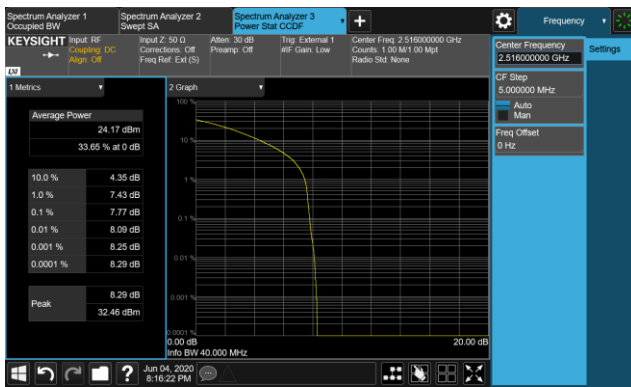 Spectrum Analyzer 1
Occupied BW
Spectrum Analyzer 2
Swept SA
Spectrum Analyzer 3
Power Stat CCDF
Frequency
KEYSIGHT
Input: RF
Coupling: DC
Align: Off
Input Z: 50 Ω
Corrections: Off
Freq Ref: Ext (S)
Atten: 30 dB
Preamp: Off
Trig: External 1
#IF Gain: Low
Center Freq: 2.516000000 GHz
Counts: 1.00 M/1.00 Mpt
Radio Std: None
LXI
Center Frequency
2.516000000 GHz
Settings
CF Step
5.000000 MHz
Auto
Man
Freq Offset
0 Hz
1 Metrics
2 Graph
Average Power
24.17 dBm
33.65 % at 0 dB
10.0 % 4.35 dB
1.0 % 7.43 dB
0.1 % 7.77 dB
0.01 % 8.09 dB
0.001 % 8.25 dB
0.0001 % 8.29 dB
Peak
8.29 dB
32.46 dBm
100 %
10 %
1 %
0.1 %
0.01 %
0.001 %
0.0001 %
0.00 dB
20.00 dB
Info BW 40.000 MHz
?
Jun 04, 2020
8:16:22 PM